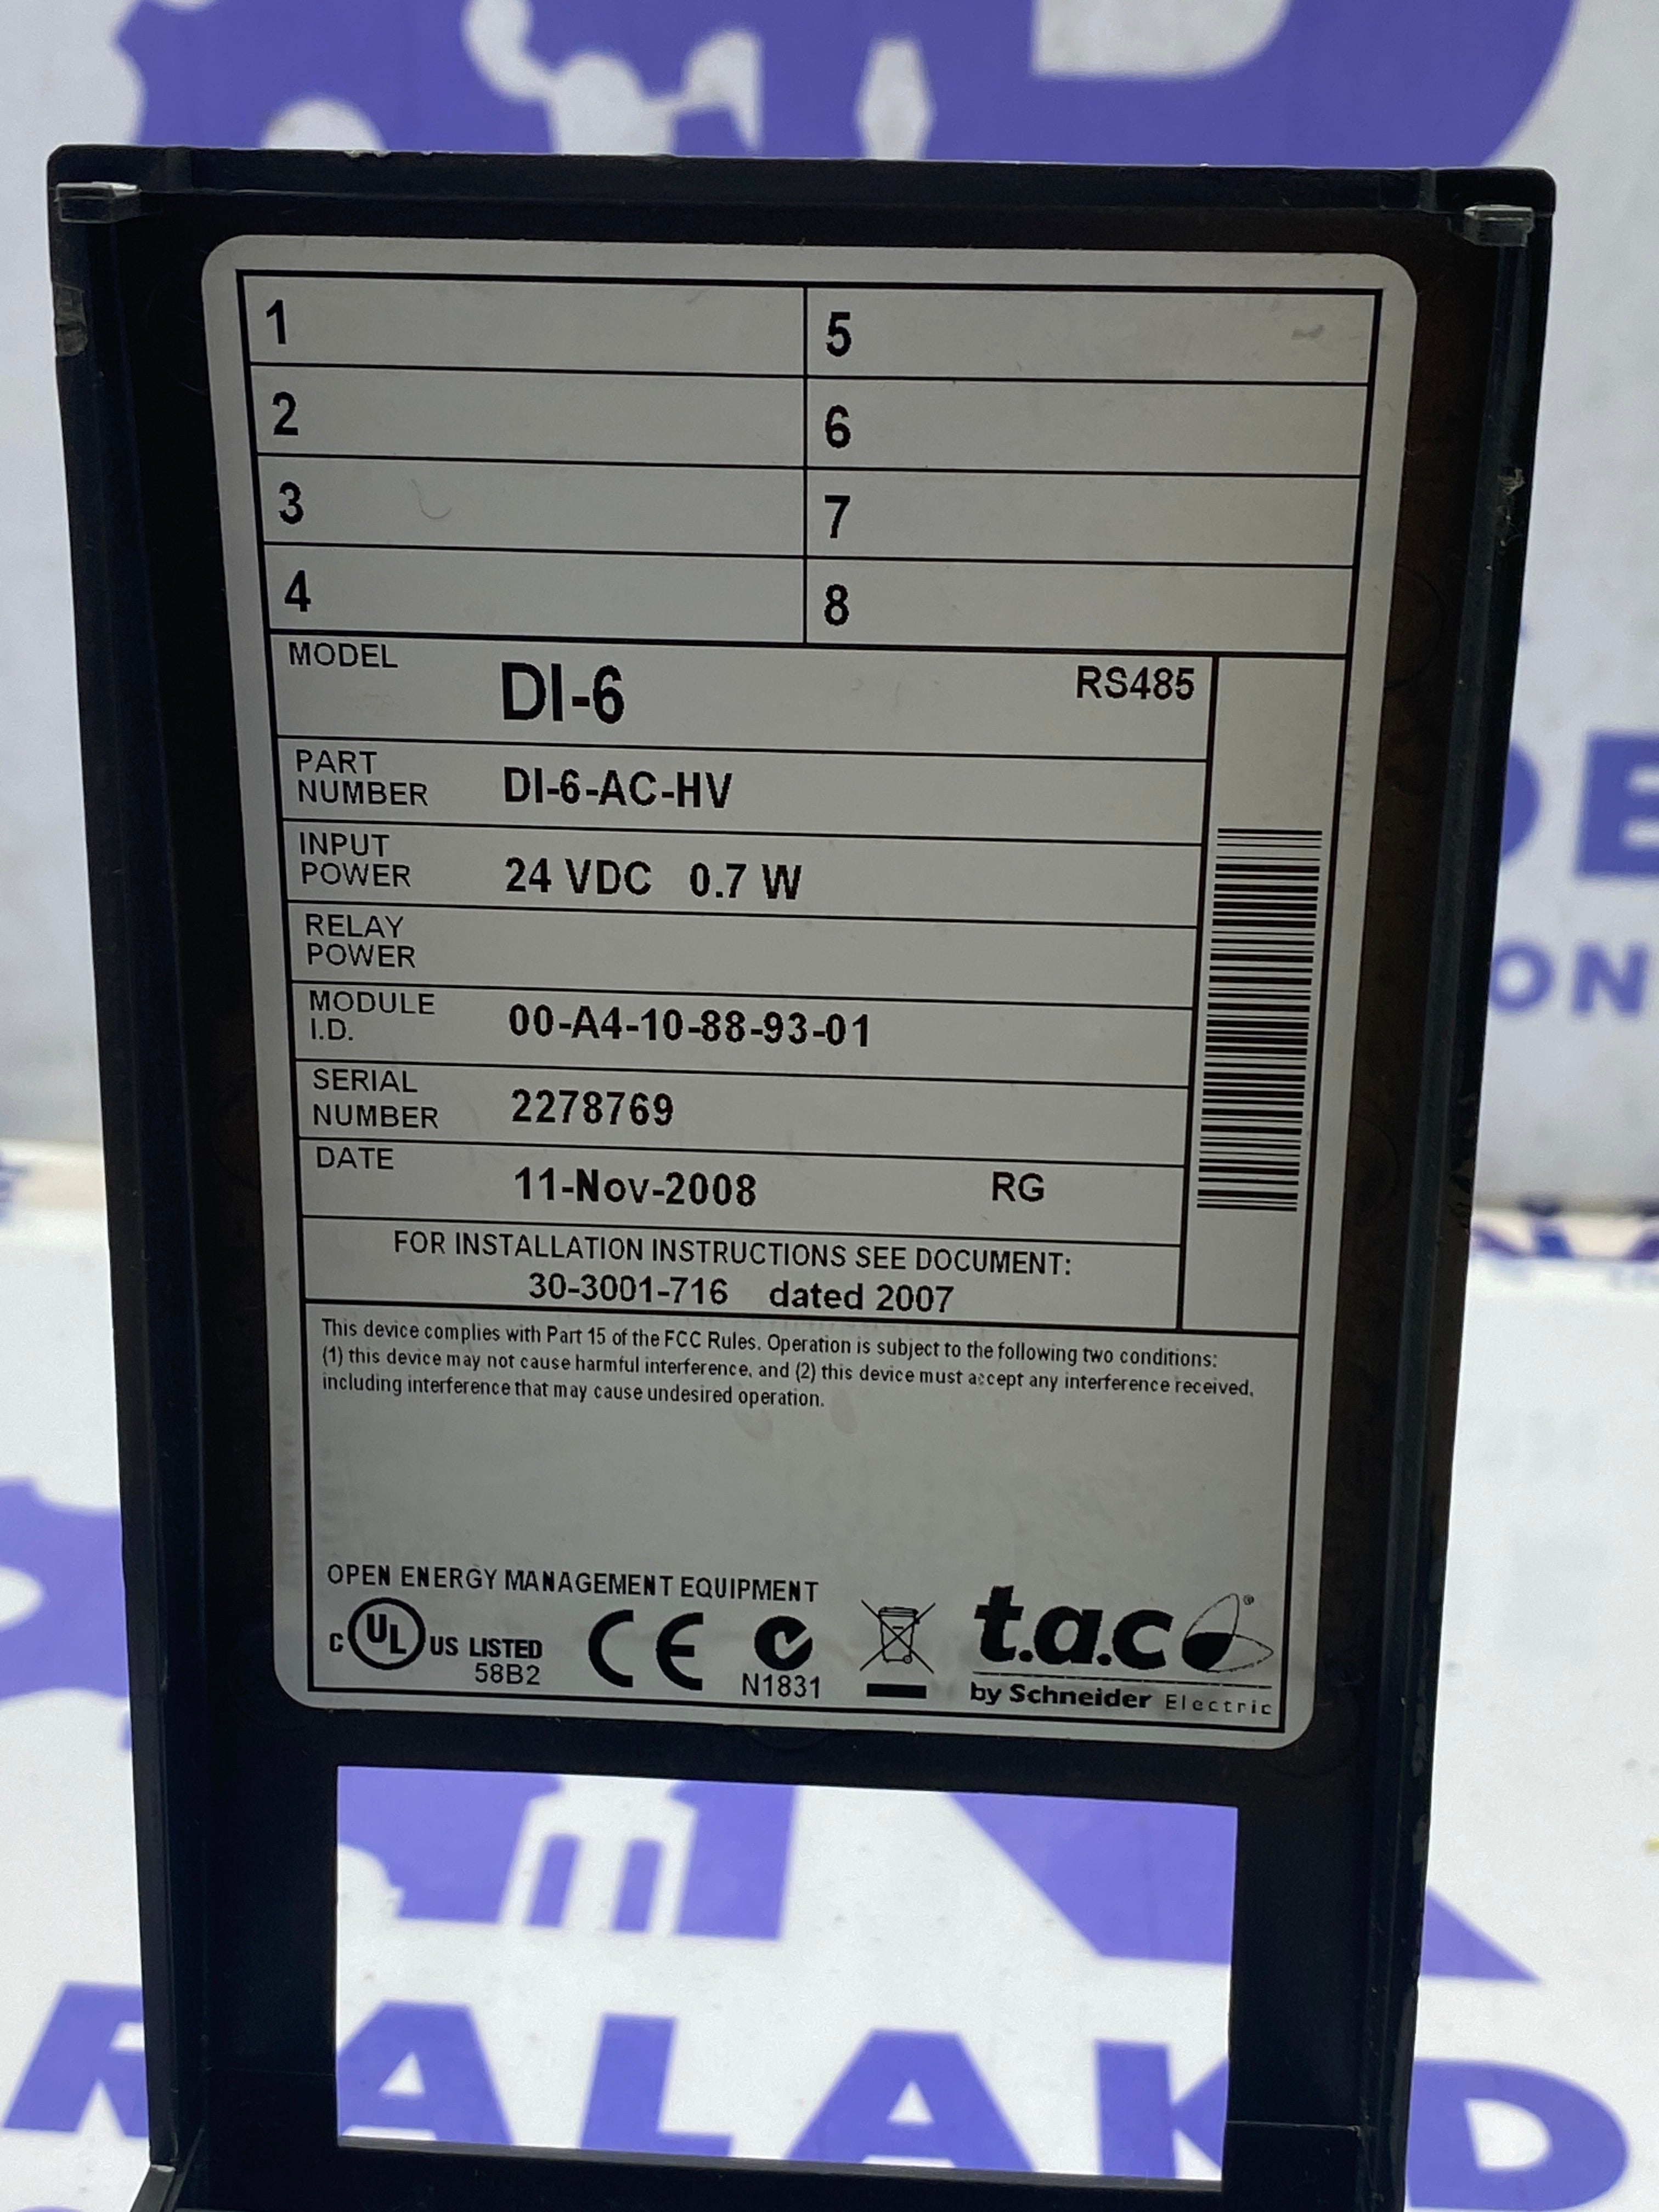 1 5
2 6
3 7
4 8
MODEL DI-6 RS485
PART
NUMBER DI-6-AC-HV
INPUT
POWER 24 VDC 0.7 W
RELAY
POWER
MODULE
I.D. 00-A4-10-88-93-01
SERIAL
NUMBER 2278769
DATE 11-Nov-2008 RG
FOR INSTALLATION INSTRUCTIONS SEE DOCUMENT:
30-3001-716 dated 2007
This device complies with Part 15 of the FCC Rules. Operation is subject to the following two conditions:
(1) this device may not cause harmful interference, and (2) this device must accept any interference received,
including interference that may cause undesired operation.
OPEN ENERGY MANAGEMENT EQUIPMENT
C UL US LISTED
58B2
CE
N1831
t.a.c ®
by Schneider Electric
ON
ALAKD